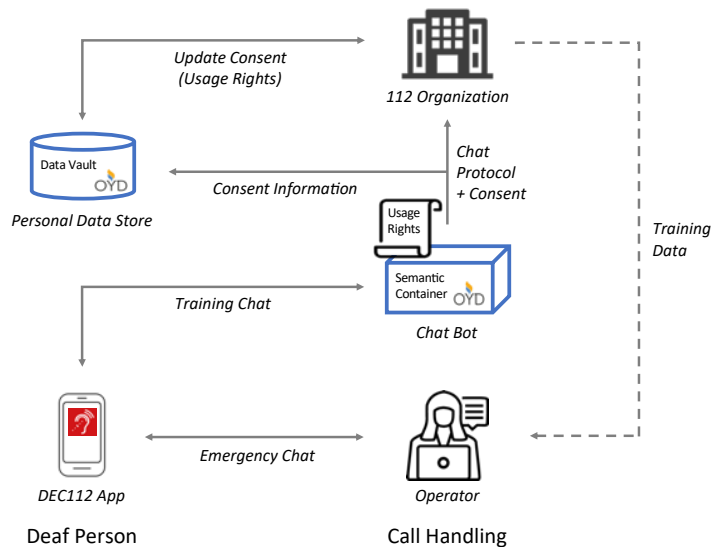 Update Consent
(Usage Rights)
112 Organization
Data Vault
OYD
Personal Data Store
Consent Information
Chat
Protocol
+ Consent
Usage
Rights
Training
Data
Semantic
Container
OYD
Training Chat
Chat Bot
Emergency Chat
DEC112 App
Operator
Deaf Person
Call Handling